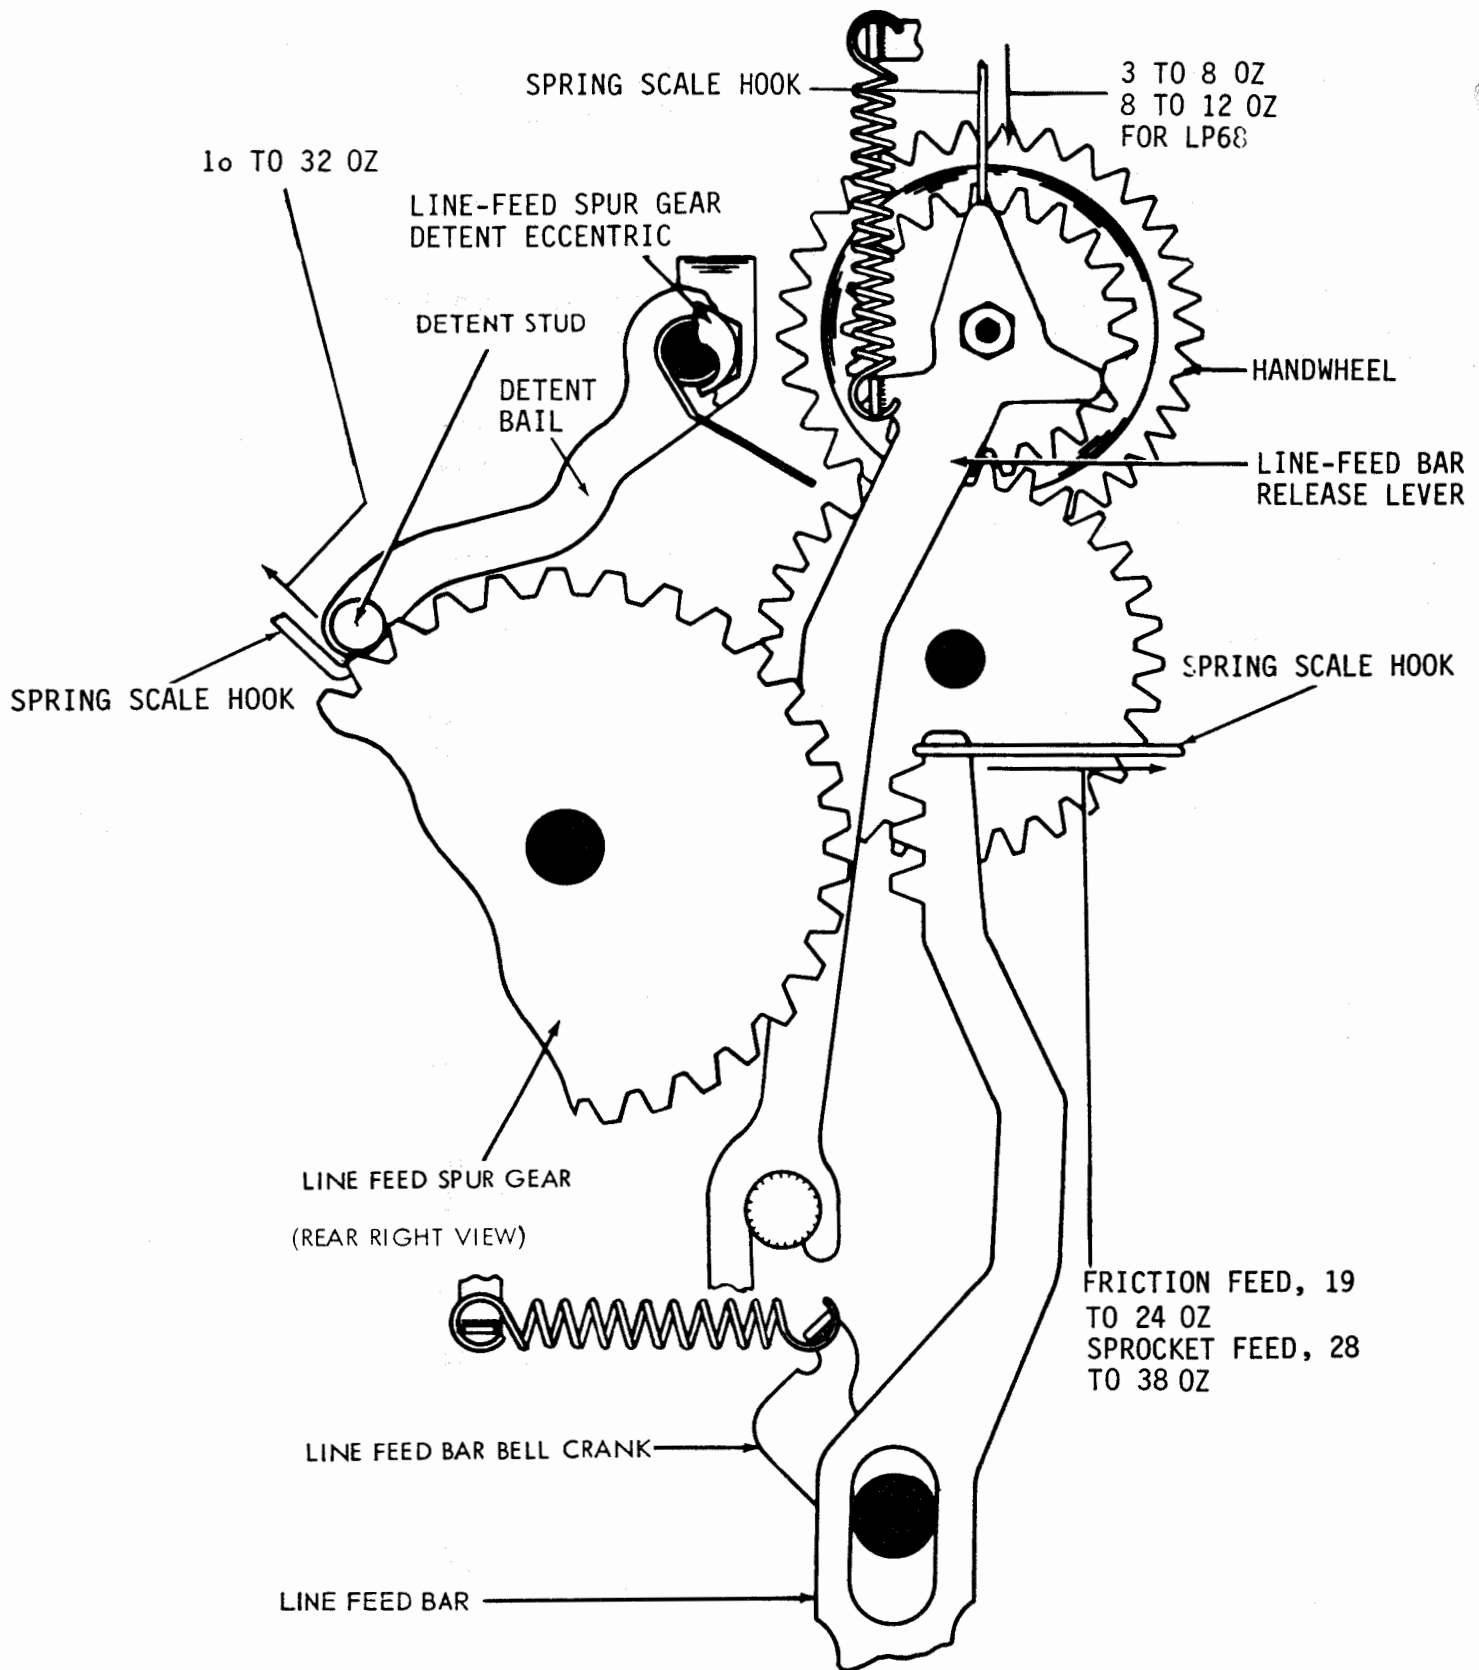 SPRING SCALE HOOK
3 TO 8 OZ
8 TO 12 OZ
FOR LP68
1o TO 32 OZ
LINE-FEED SPUR GEAR
DETENT ECCENTRIC
DETENT STUD
DETENT
BAIL
HANDWHEEL
LINE-FEED BAR
RELEASE LEVER
SPRING SCALE HOOK
SPRING SCALE HOOK
LINE FEED SPUR GEAR
(REAR RIGHT VIEW)
FRICTION FEED, 19
TO 24 OZ
SPROCKET FEED, 28
TO 38 OZ
LINE FEED BAR BELL CRANK
LINE FEED BAR